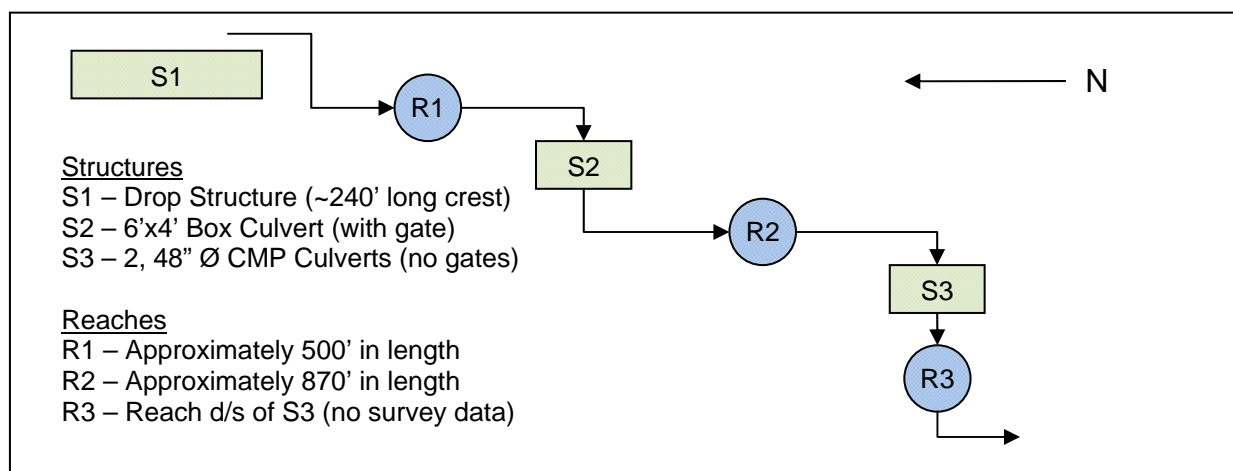 S1
N
R1
Structures
S1 – Drop Structure (~240’ long crest)
S2 – 6’x4’ Box Culvert (with gate)
S3 – 2, 48” Ø CMP Culverts (no gates)
S2
R2
S3
Reaches
R1 – Approximately 500’ in length
R2 – Approximately 870’ in length
R3 – Reach d/s of S3 (no survey data)
R3